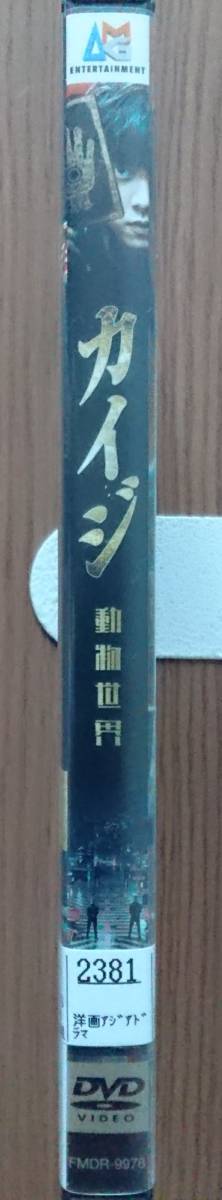 AMG
ENTERTAINMENT
カイジ
動物世界
2381
洋画アジアド
ラマ
DVD
VIDEO
FMDR-9978